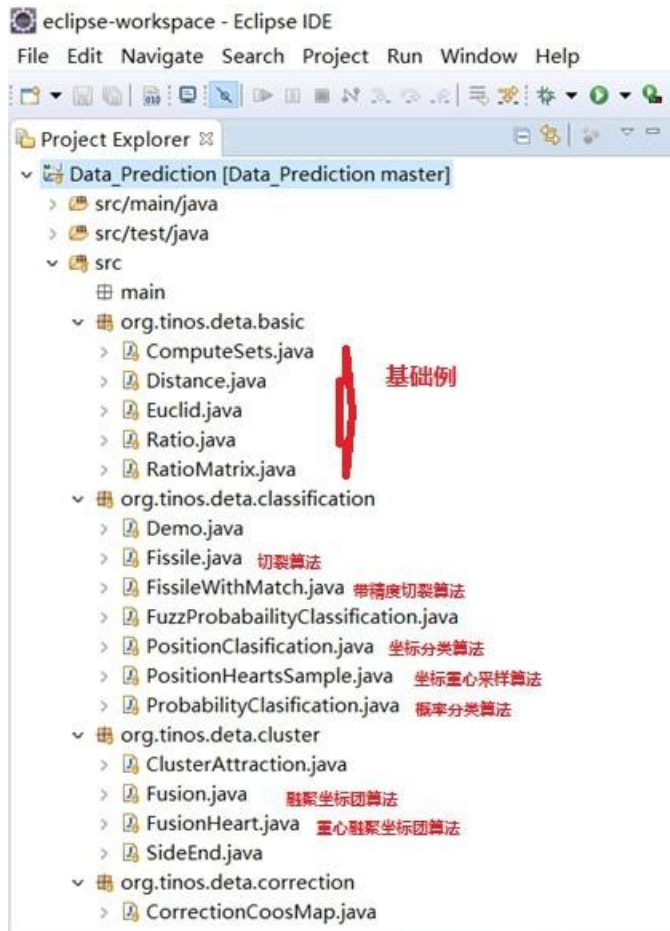 eclipse-workspace - Eclipse IDE
File Edit Navigate Search Project Run Window Help
Project Explorer
Data_Prediction [Data_Prediction master]
src/main/java
src/test/java
src
main
org.tinos.deta.basic
ComputeSets.java
Distance.java
基础例
Euclid.java
Ratio.java
RatioMatrix.java
org.tinos.deta.classification
Demo.java
Fissile.java 切裂算法
FissileWithMatch.java 带精度切裂算法
FuzzProbabailityClassification.java
PositionClasification.java 坐标分类算法
PositionHeartsSample.java 坐标重心采样算法
ProbabilityClasification.java 概率分类算法
org.tinos.deta.cluster
ClusterAttraction.java
Fusion.java 融聚坐标团算法
FusionHeart.java 重心融聚坐标团算法
SideEnd.java
org.tinos.deta.correction
CorrectionCoosMap.java